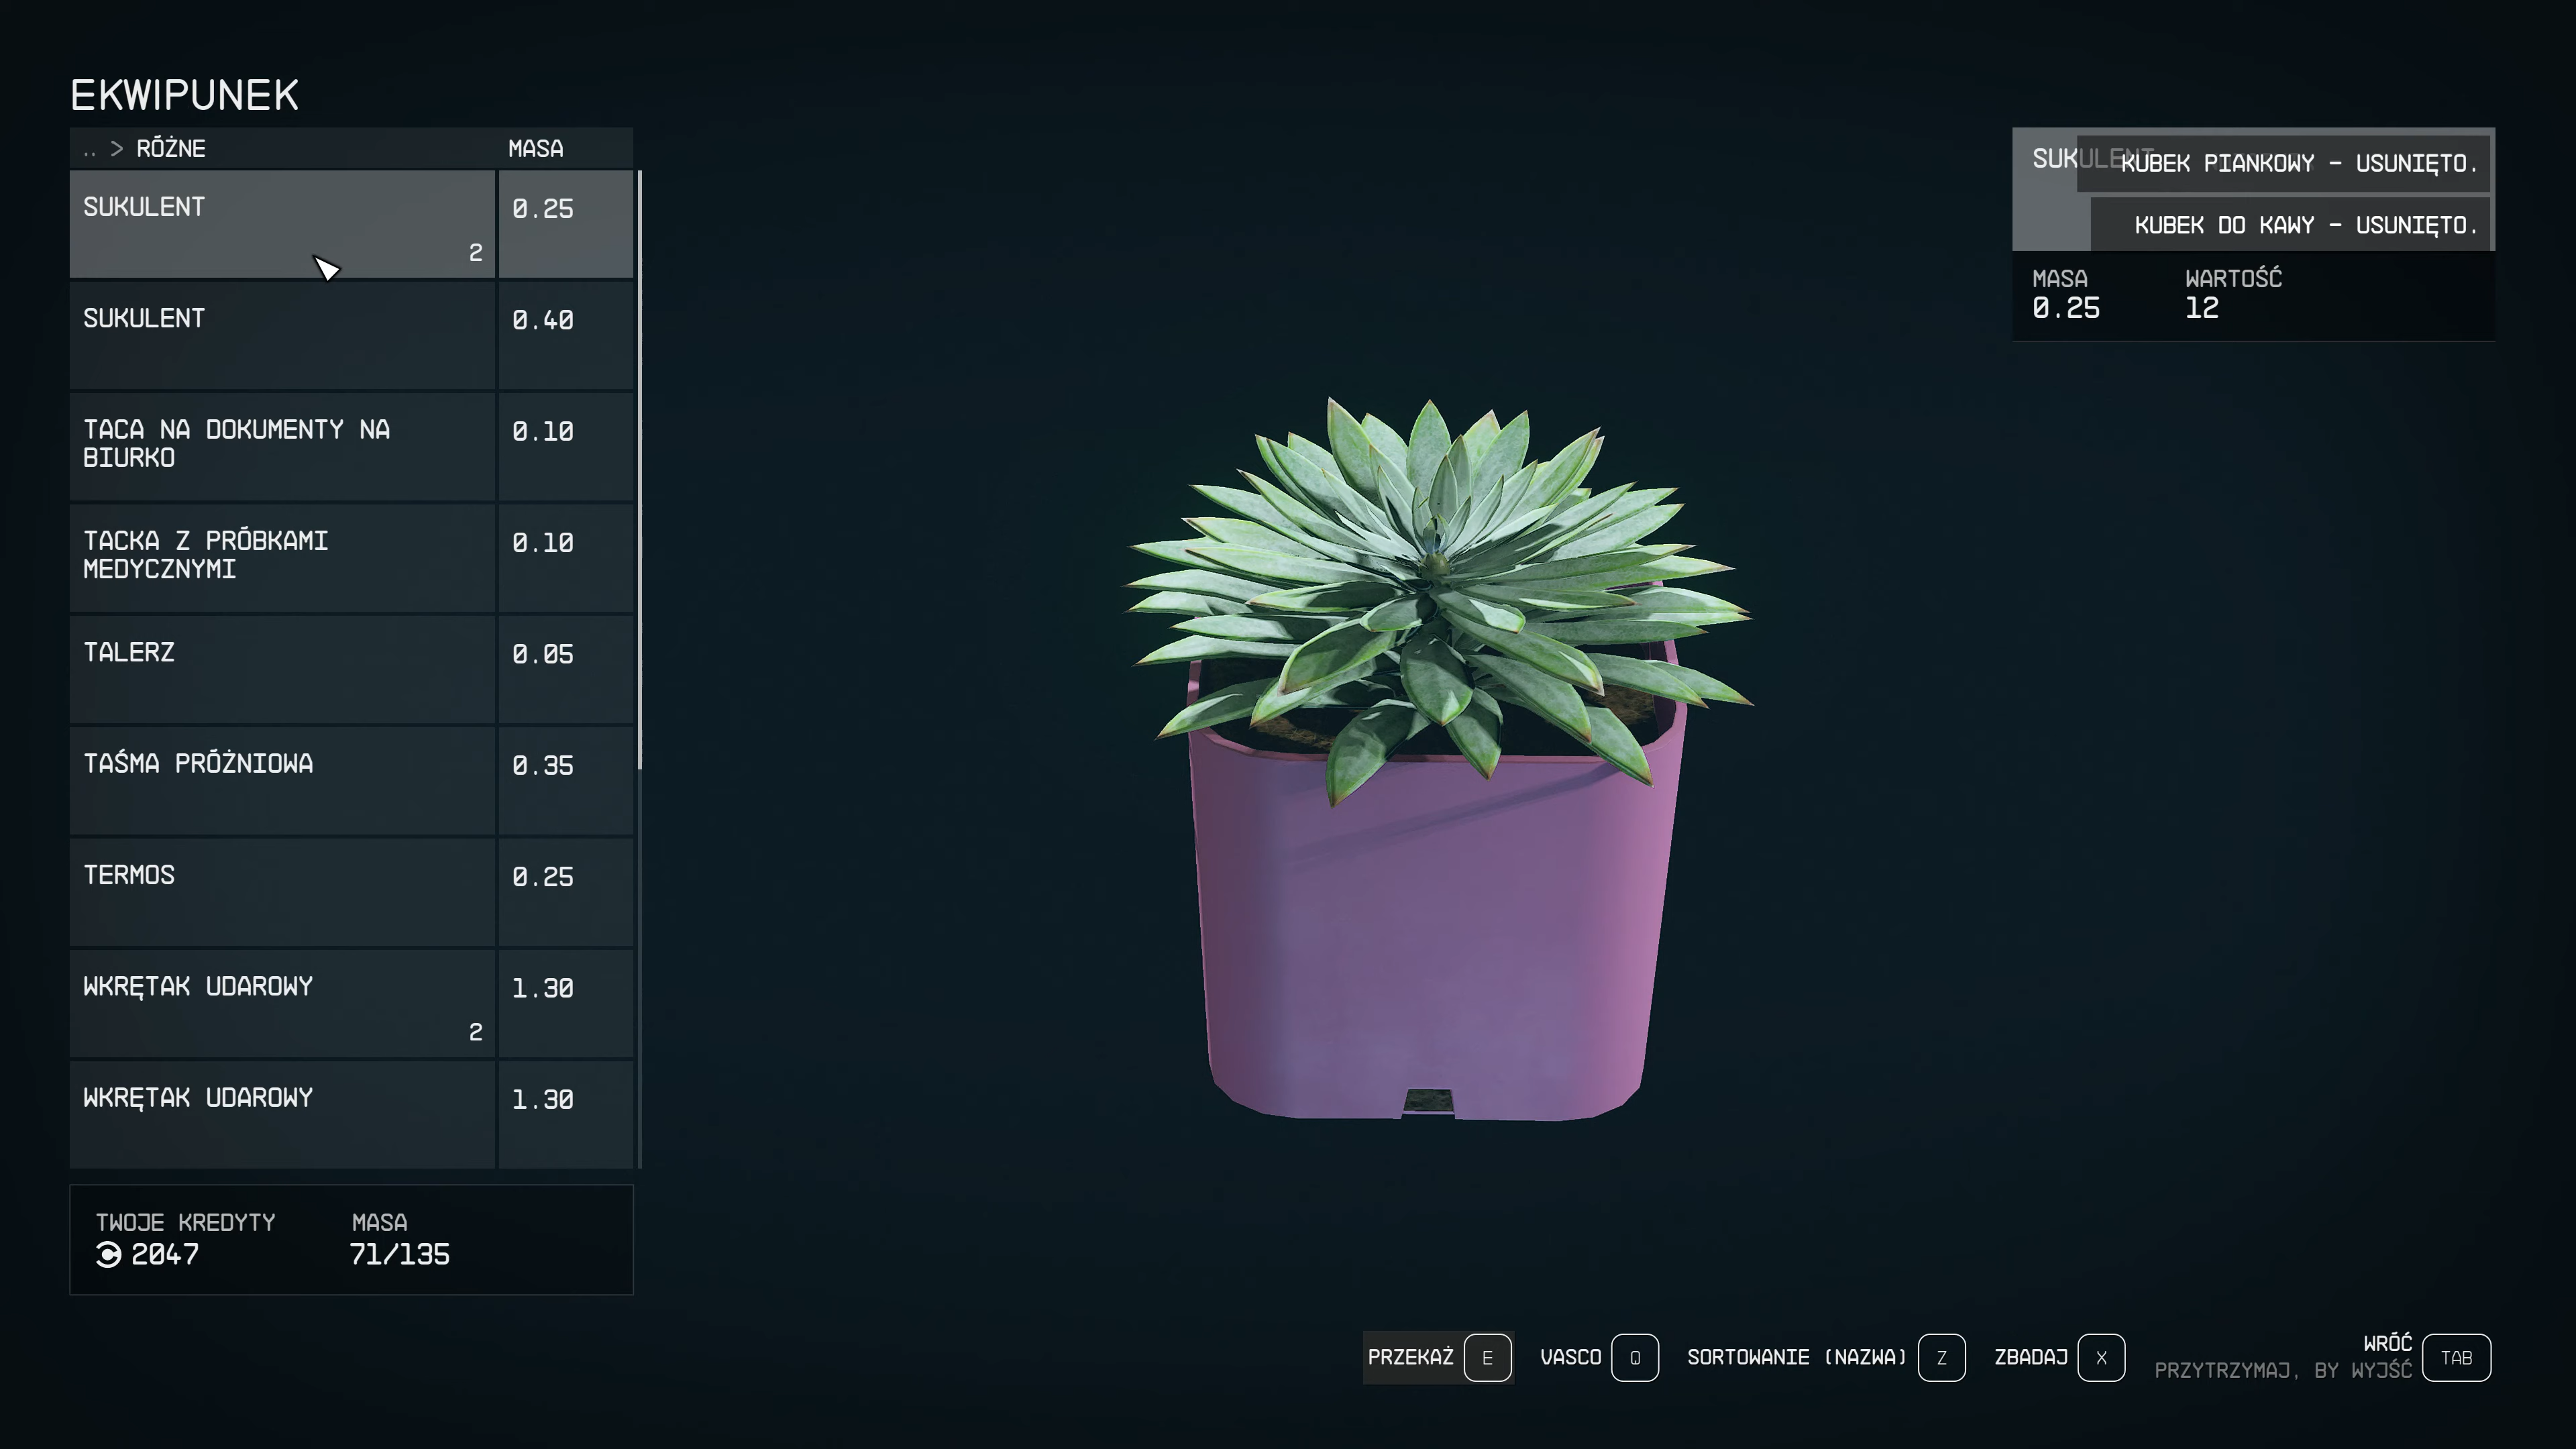 EKWIPUNEK
.. > RÓŻNE MASA
SUKULENT 0.25
2
SUKULENT 0.40
TACA NA DOKUMENTY NA 0.10
BIURKO
TACKA Z PRÓBKAMI 0.10
MEDYCZNYMI
TALERZ 0.05
TAŚMA PRÓŻNIOWA 0.35
TERMOS 0.25
WKRĘTAK UDAROWY 1.30
2
WKRĘTAK UDAROWY 1.30
TWOJE KREDYTY MASA
2047 71/135
SUKULENT
KUBEK PIANKOWY - USUNIĘTO.
KUBEK DO KAWY - USUNIĘTO.
MASA WARTOŚĆ
0.25 12
PRZEKAŻ E VASCO Q SORTOWANIE (NAZWA) Z ZBADAJ X WRÓĆ TAB
PRZYTRZYMAJ, BY WYJŚĆ